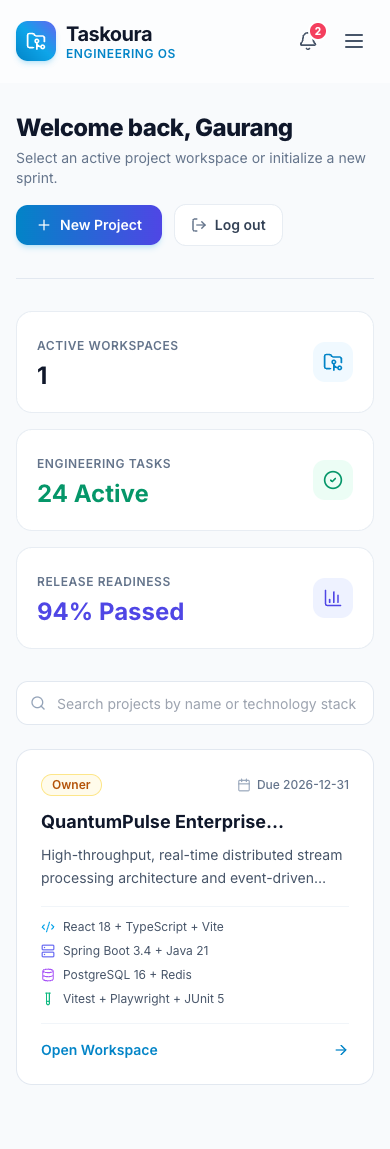 Taskoura
ENGINEERING OS
2
Welcome back, Gaurang
Select an active project workspace or initialize a new
sprint.
New Project
Log out
ACTIVE WORKSPACES
1
ENGINEERING TASKS
24 Active
RELEASE READINESS
94% Passed
Search projects by name or technology stack
Owner
Due 2026-12-31
QuantumPulse Enterprise...
High-throughput, real-time distributed stream
processing architecture and event-driven...
React 18 + TypeScript + Vite
Spring Boot 3.4 + Java 21
PostgreSQL 16 + Redis
Vitest + Playwright + JUnit 5
Open Workspace